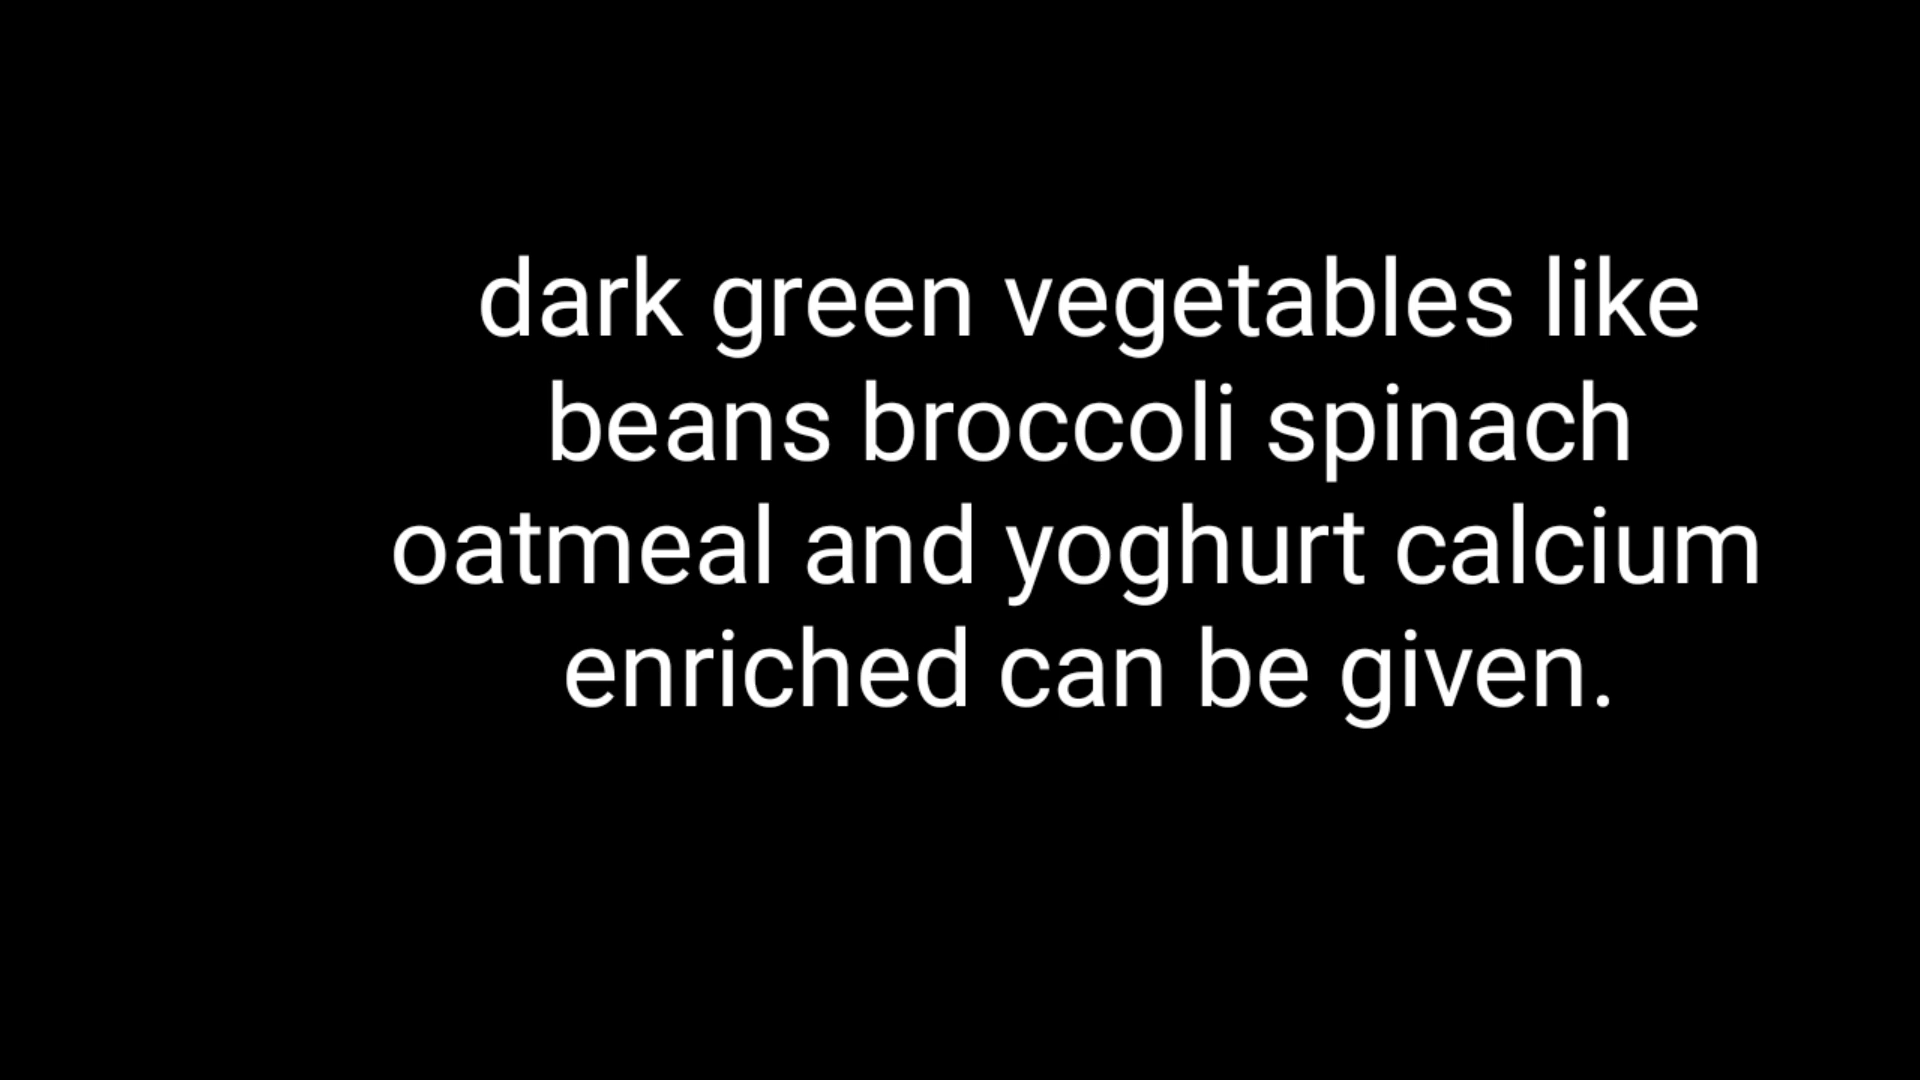 dark green vegetables like
beans broccoli spinach
oatmeal and yoghurt calcium
enriched can be given.